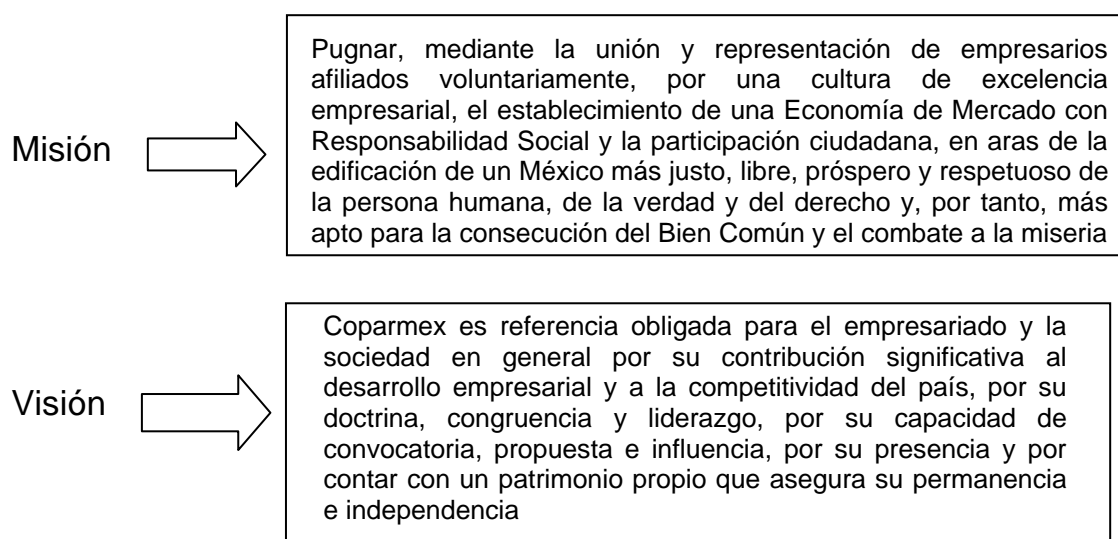 Misión
Pugnar, mediante la unión y representación de empresarios
afiliados voluntariamente, por una cultura de excelencia
empresarial, el establecimiento de una Economía de Mercado con
Responsabilidad Social y la participación ciudadana, en aras de la
edificación de un México más justo, libre, próspero y respetuoso de
la persona humana, de la verdad y del derecho y, por tanto, más
apto para la consecución del Bien Común y el combate a la miseria
Visión
Coparmex es referencia obligada para el empresariado y la
sociedad en general por su contribución significativa al
desarrollo empresarial y a la competitividad del país, por su
doctrina, congruencia y liderazgo, por su capacidad de
convocatoria, propuesta e influencia, por su presencia y por
contar con un patrimonio propio que asegura su permanencia
e independencia